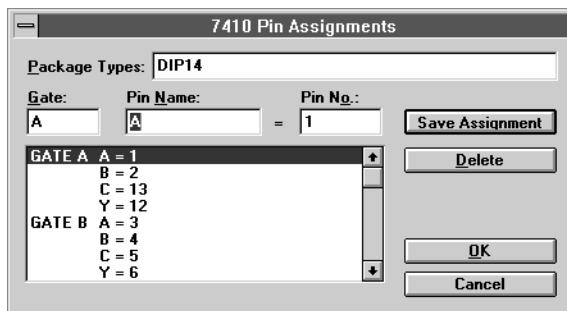 7410 Pin Assignments
Package Types: DIP14
Gate: Pin Name: Pin No.:
A A = 1 Save Assignment
GATE A A = 1 Delete
B = 2
C = 13
Y = 12
GATE B A = 3
B = 4
C = 5 OK
Y = 6 Cancel